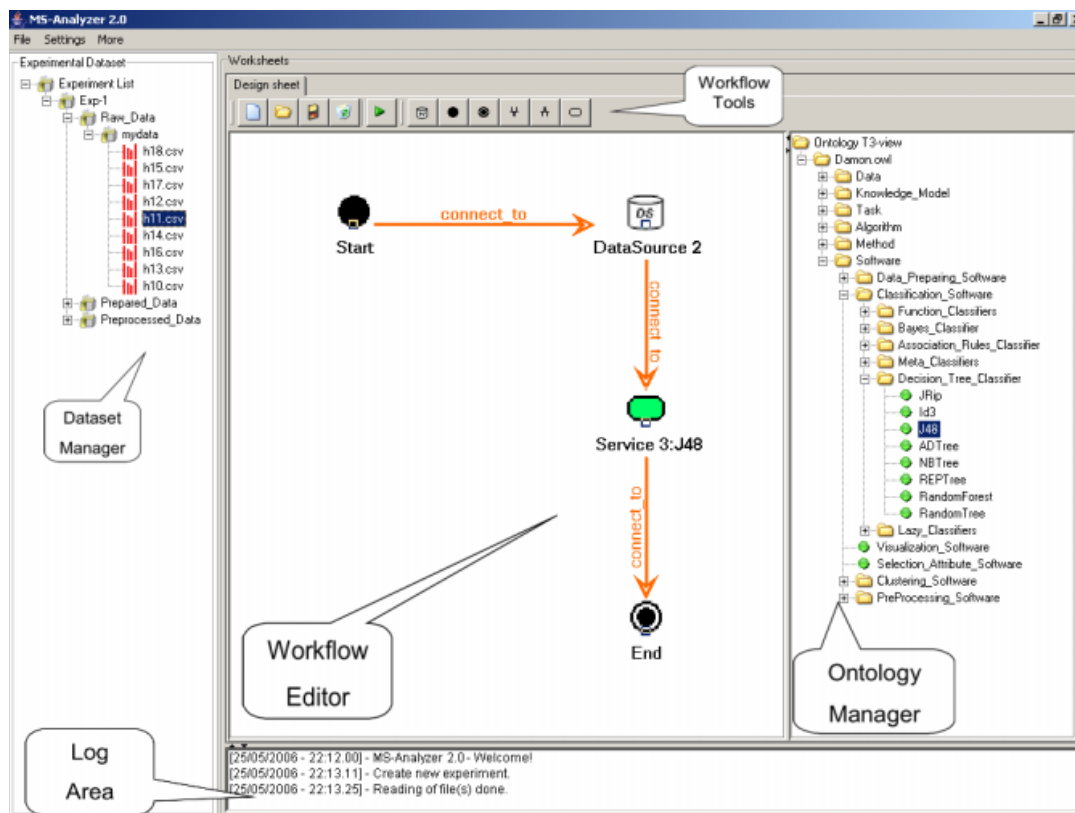 MS-Analyzer 2.0
File Settings More
Experimental Dataset
Experiment List
Exp-1
Raw_Data
mydata
h18.csv
h15.csv
h17.csv
h12.csv
h11.csv
h14.csv
h16.csv
h13.csv
h10.csv
Prepared_Data
Preprocessed_Data
Dataset
Manager
Worksheets
Design sheet
Workflow
Tools
Start
connect_to
DS
DataSource 2
connect_to
Service 3:J48
connect_to
End
Workflow
Editor
Ontology T3-view
Damon.owl
Data
Knowledge_Model
Task
Algorithm
Method
Software
Data_Preparing_Software
Classification_Software
Function_Classifiers
Bayes_Classifier
Association_Rules_Classifier
Meta_Classifiers
Decision_Tree_Classifier
JRip
Id3
J48
ADTree
NBTree
REPTree
RandomForest
RandomTree
Lazy_Classifiers
Visualization_Software
Selection_Attribute_Software
Clustering_Software
PreProcessing_Software
Ontology
Manager
Log
Area
[25/05/2006 - 22:12.00] - MS-Analyzer 2.0 - Welcome!
[25/05/2006 - 22:13.11] - Create new experiment.
[25/05/2006 - 22:13.25] - Reading of file(s) done.